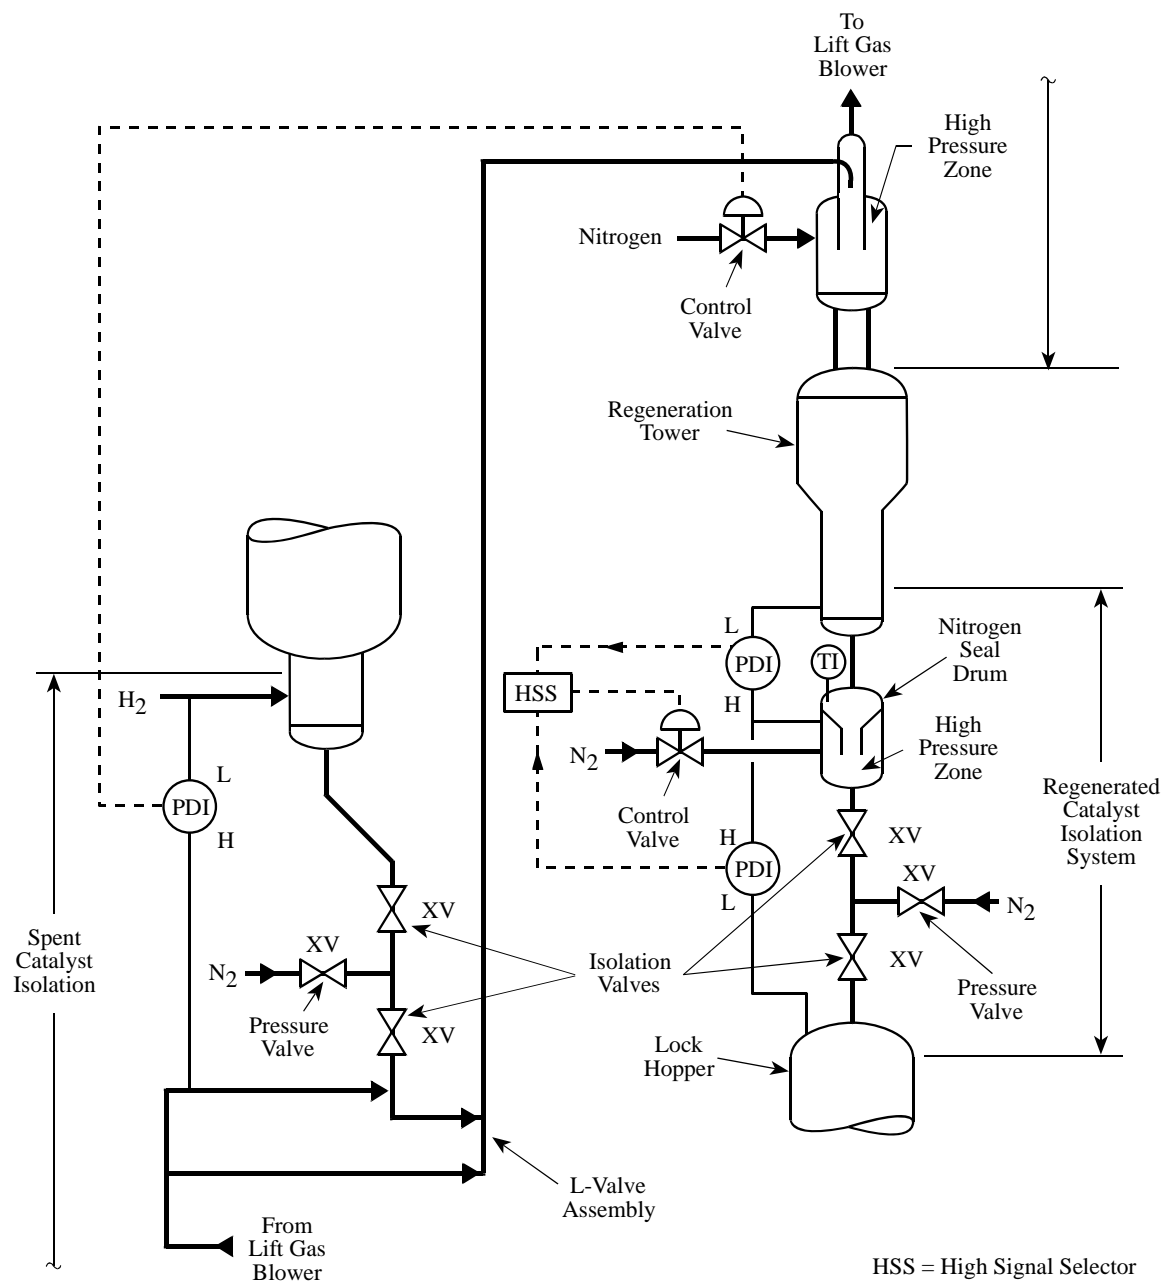 To
Lift Gas
Blower
High
Pressure
Zone
Nitrogen
Control
Valve
Regeneration
Tower
L
PDI
H
TI
Nitrogen
Seal
Drum
HSS
H2
N2
High
Pressure
Zone
Control
Valve
L
PDI
H
H
PDI
L
XV
Regenerated
Catalyst
Isolation
System
XV
N2
XV
XV
Spent
Catalyst
Isolation
XV
N2
Isolation
Valves
Pressure
Valve
Pressure
Valve
XV
Lock
Hopper
L-Valve
Assembly
From
Lift Gas
Blower
HSS = High Signal Selector